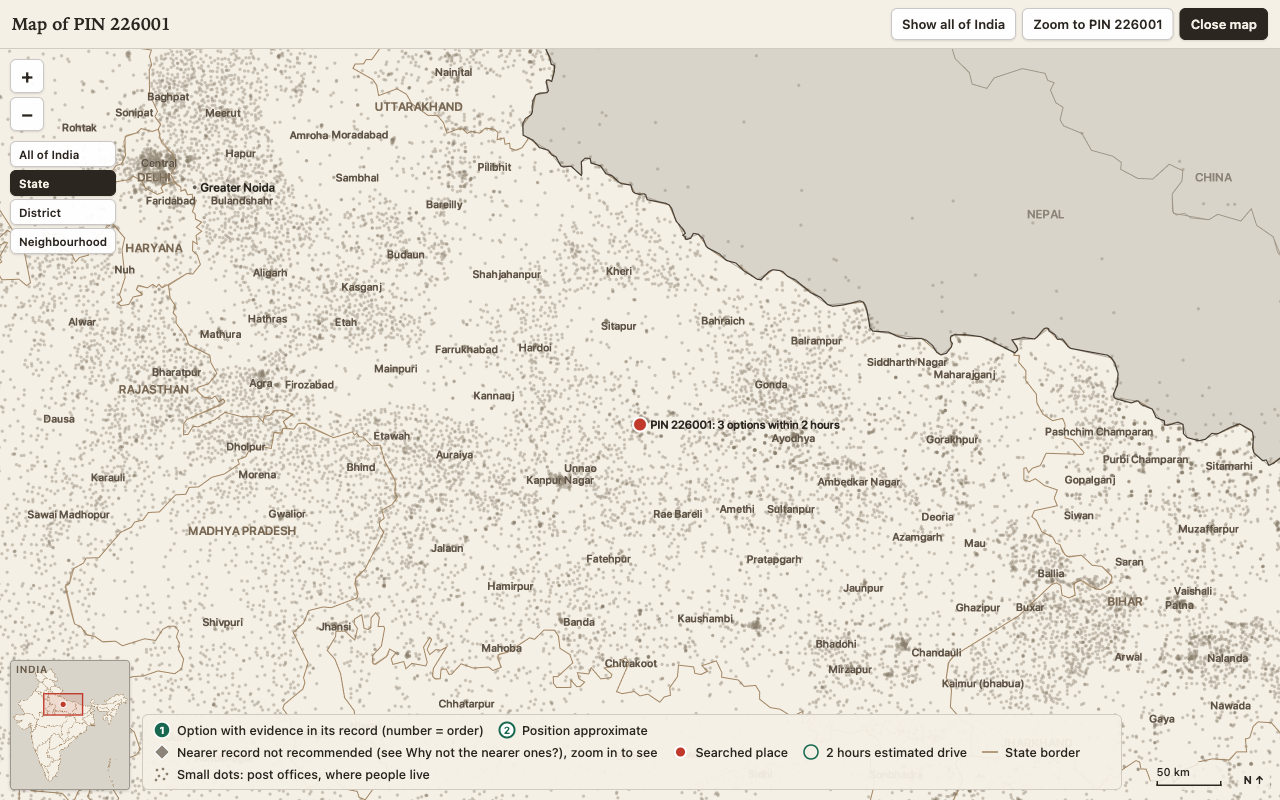 Map of PIN 226001
Show all of India
Zoom to PIN 226001
Close map
+
−
All of India
State
District
Neighbourhood
Nainital
UTTARAKHAND
Baghpat
Sonipat
Meerut
Rohtak
Amroha
Moradabad
Hapur
Central
DELHI
Pilibhit
Sambhal
Greater Noida
Faridabad
Bulandshahr
Bareilly
CHINA
NEPAL
HARYANA
Budaun
Nuh
Aligarh
Shahjahanpur
Kheri
Kasganj
Alwar
Hathras
Etah
Mathura
Sitapur
Bahraich
Balrampur
Farrukhabad
Hardoi
Siddharth Nagar
Maharajganj
Bharatpur
Mainpuri
RAJASTHAN
Agra
Firozabad
Gonda
Kannauj
Dausa
PIN 226001: 3 options within 2 hours
Ayodhya
Etawah
Gorakhpur
Pashchim Champaran
Dholpur
Auraiya
Purbi Champaran
Sitamarhi
Bhind
Unnao
Karauli
Morena
Kanpur Nagar
Ambedkar Nagar
Gopalganj
Sawai Madhopur
Gwalior
Rae Bareli
Amethi
Sultanpur
Deoria
Siwan
MADHYA PRADESH
Muzaffarpur
Azamgarh
Mau
Jalaun
Fatehpur
Pratapgarh
Saran
Ballia
Hamirpur
Jaunpur
Vaishali
BIHAR
Patna
Ghazipur
Buxar
Shivpuri
Jhansi
Banda
Kaushambi
Mahoba
Bhadohi
Chandauli
Chitrakoot
Mirzapur
Arwal
Nalanda
Kaimur (bhabua)
Chhatarpur
Nawada
Gaya
INDIA
1 Option with evidence in its record (number = order)
2 Position approximate
Nearer record not recommended (see Why not the nearer ones?), zoom in to see
Searched place
2 hours estimated drive
State border
Small dots: post offices, where people live
50 km
N ↑